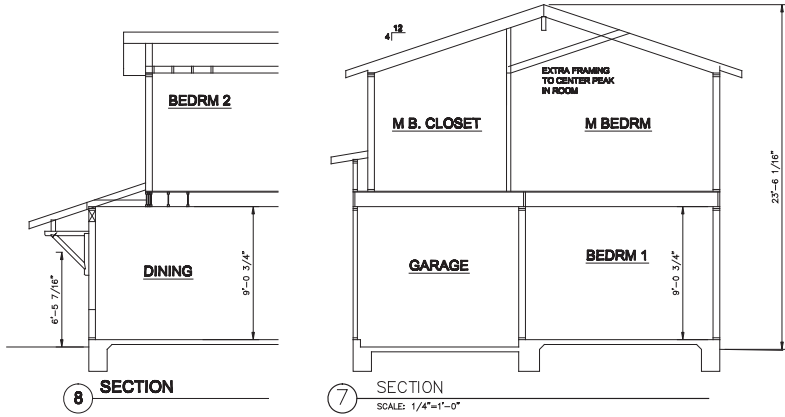 12
4
BEDRM 2
EXTRA FRAMING
TO CENTER PEAK
IN ROOM
M B. CLOSET
M BEDRM
23'-6 1/16"
DINING
9'-0 3/4"
6'-5 7/16"
GARAGE
BEDRM 1
9'-0 3/4"
8 SECTION
7 SECTION
SCALE: 1/4"=1'-0"